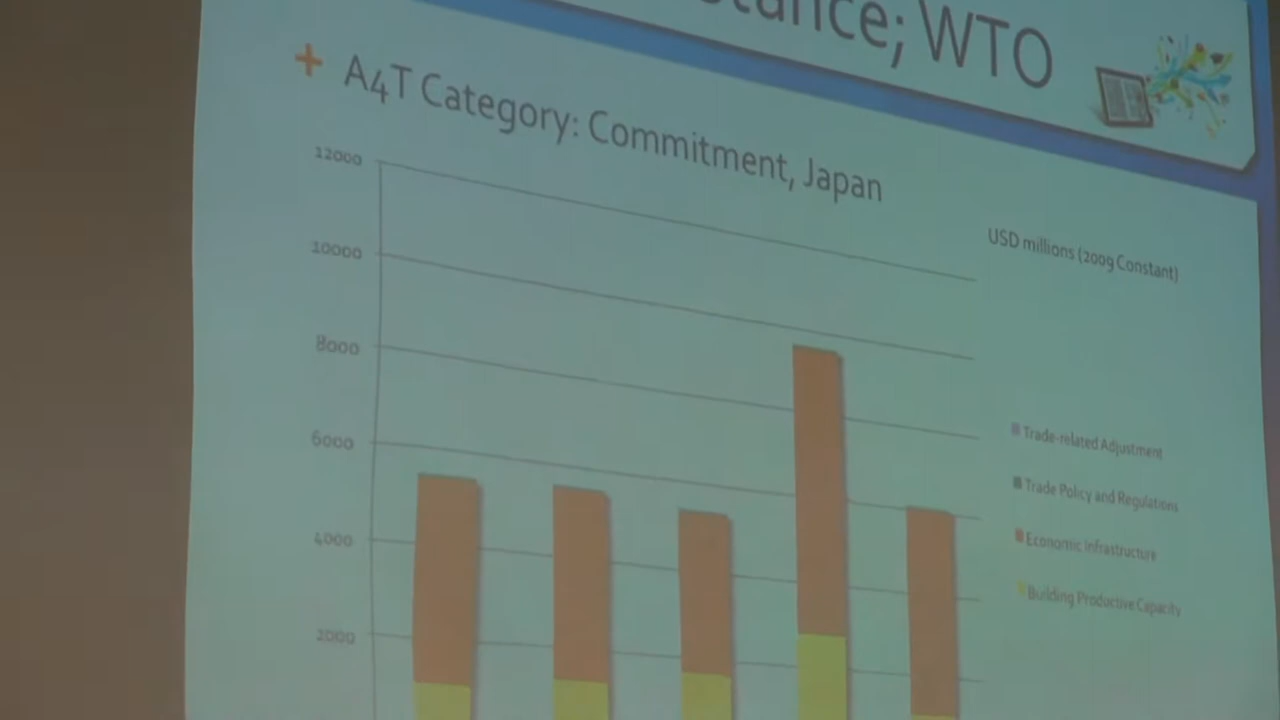 WTO
A4T Category: Commitment, Japan
USD millions (2009 Constant)
12000
10000
8000
6000
4000
2000
Trade-related Adjustment
Trade Policy and Regulations
Economic Infrastructure
Building Productive Capacity